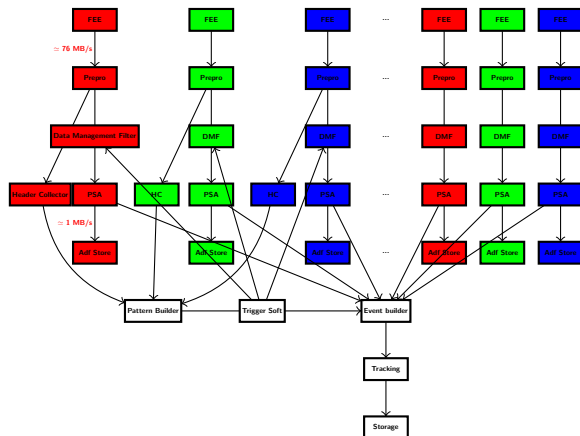 FEE FEE FEE ... FEE FEE FEE
≃ 76 MB/s
Prepro Prepro Prepro ... Prepro Prepro Prepro
Data Management Filter DMF DMF ... DMF DMF DMF
Header Collector PSA HC PSA HC PSA ... PSA PSA PSA
≃ 1 MB/s
Adf Store Adf Store Adf Store ... Adf Store Adf Store Adf Store
Pattern Builder Trigger Soft Event builder
Tracking
Storage